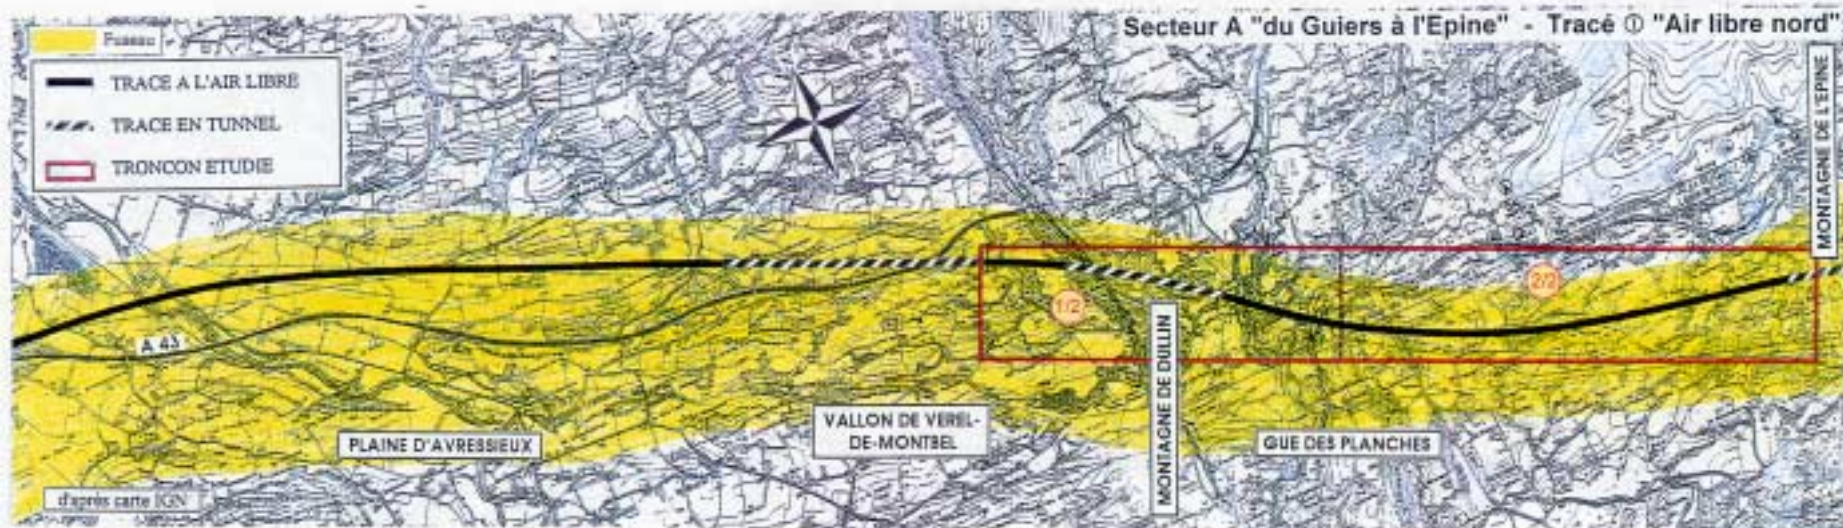 Secteur A "du Guiers à l'Epine" - Tracé ① "Air libre nord"
Fuseau
TRACE A L'AIR LIBRE
TRACE EN TUNNEL
TRONCON ETUDIE
MONTAGNE DE L'EPINE
2/2
1/2
A 43
MONTAGNE DE DULLIN
PLAINE D'AVRESSIEUX
VALLON DE VEREL-
DE-MONTBEL
GUE DES PLANCHES
d'après carte IGN